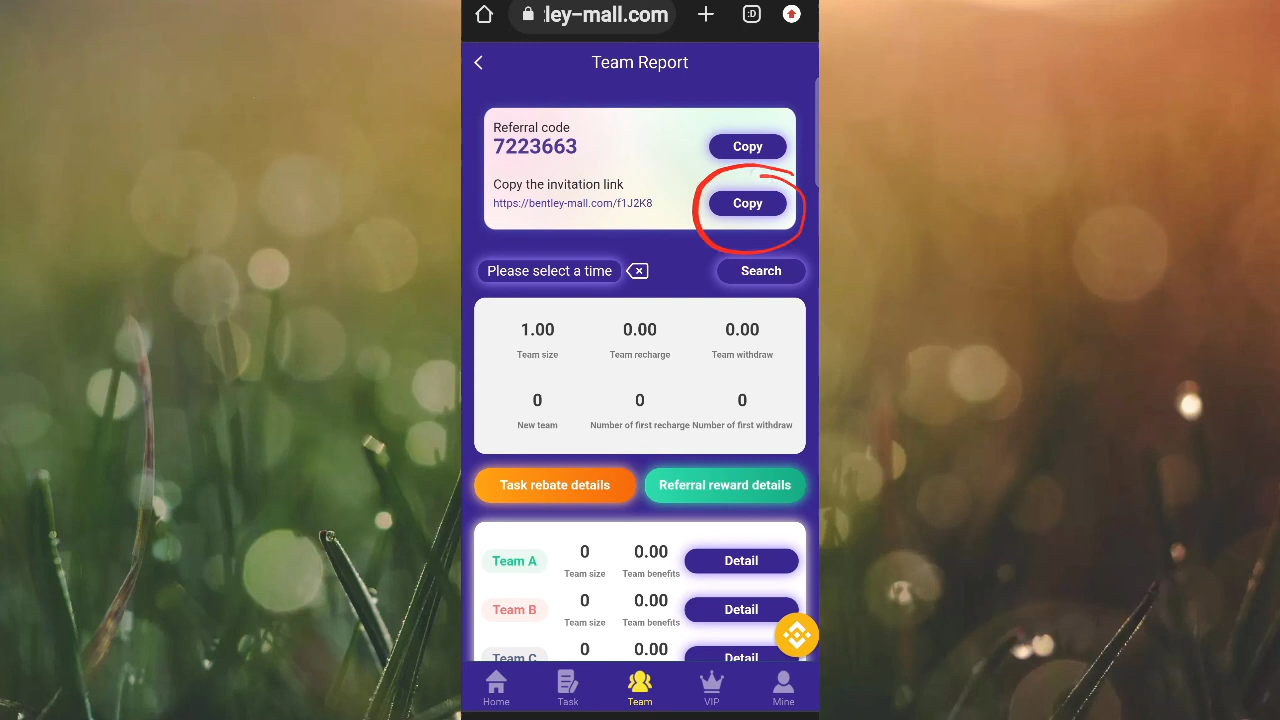 :ley-mall.com
:D
Team Report
Referral code
7223663
Copy
Copy the invitation link
https://bentley-mall.com/f1J2K8
Copy
Please select a time
Search
1.00
0.00
0.00
Team size
Team recharge
Team withdraw
0
0
0
New team
Number of first recharge
Number of first withdraw
Task rebate details
Referral reward details
Team A
0
Team size
0.00
Team benefits
Detail
Team B
0
Team size
0.00
Team benefits
Detail
Team C
0
0.00
Detail
Home
Task
Team
VIP
Mine